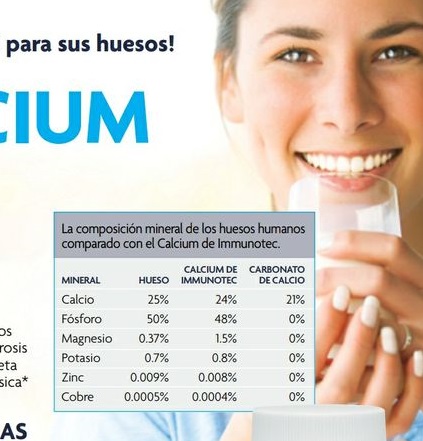 para sus huesos!
CIUM
La composición mineral de los huesos humanos
comparado con el Calcium de Immunotec.
MINERAL HUESO CALCIUM DE IMMUNOTEC CARBONATO DE CALCIO
Calcio 25% 24% 21%
Fósforo 50% 48% 0%
Magnesio 0.37% 1.5% 0%
Potasio 0.7% 0.8% 0%
Zinc 0.009% 0.008% 0%
Cobre 0.0005% 0.0004% 0%
os
rosis
eta
sica*
AS